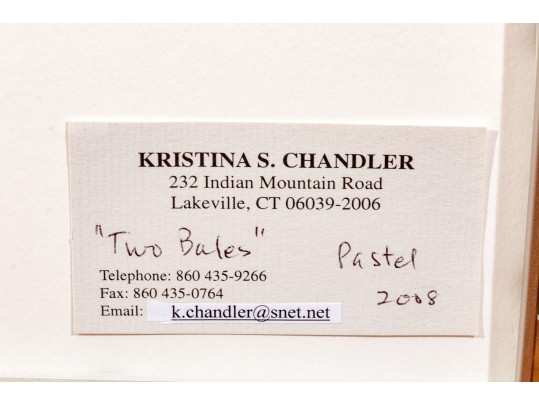 KRISTINA S. CHANDLER
232 Indian Mountain Road
Lakeville, CT 06039-2006
"Two Bales"
Pastel
2008
Telephone: 860 435-9266
Fax: 860 435-0764
Email: k.chandler@snet.net